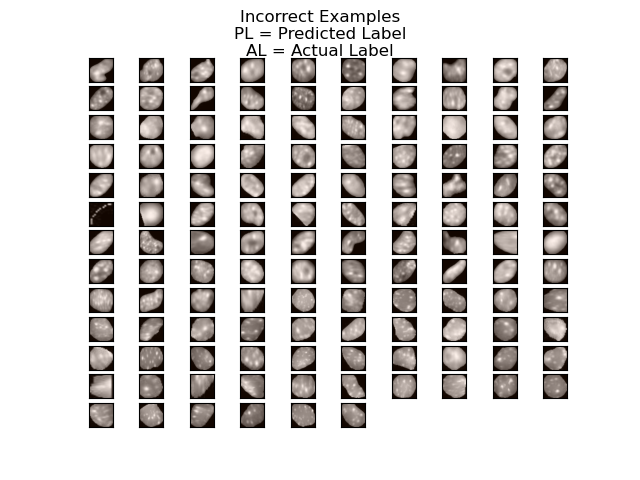 Incorrect Examples
PL = Predicted Label
AL = Actual Label